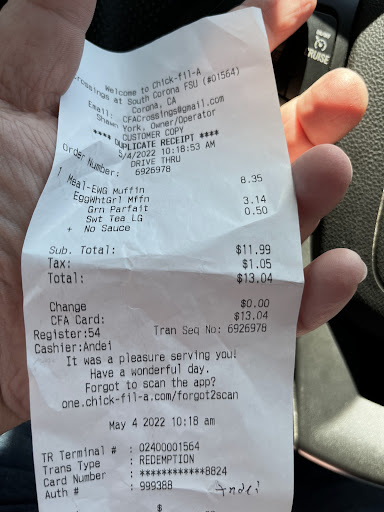 Welcome to Chick-fil-A
Crossings at South Corona FSU (#01564)
Corona, CA
Email: CFACrossings@gmail.com
Shawn York, Owner/Operator
CUSTOMER COPY
**** DUPLICATE RECEIPT ****
5/4/2022 10:18:53 AM
DRIVE THRU
Order Number: 6926978
1 Meal-EWG Muffin 8.35
EggWhtGrl Mffn
Grn Parfait 3.14
Swt Tea LG 0.50
+ No Sauce
Sub. Total: $11.99
Tax: $1.05
Total: $13.04
Change $0.00
CFA Card: $13.04
Register:54 Tran Seq No: 6926978
Cashier:Andei
It was a pleasure serving you!
Have a wonderful day.
Forgot to scan the app?
one.chick-fil-a.com/forgot2scan
May 4 2022 10:18 am
TR Terminal # : 02400001564
Trans Type : REDEMPTION
Card Number : ************8824
Auth # : 999388
Andei
$
CRUISE